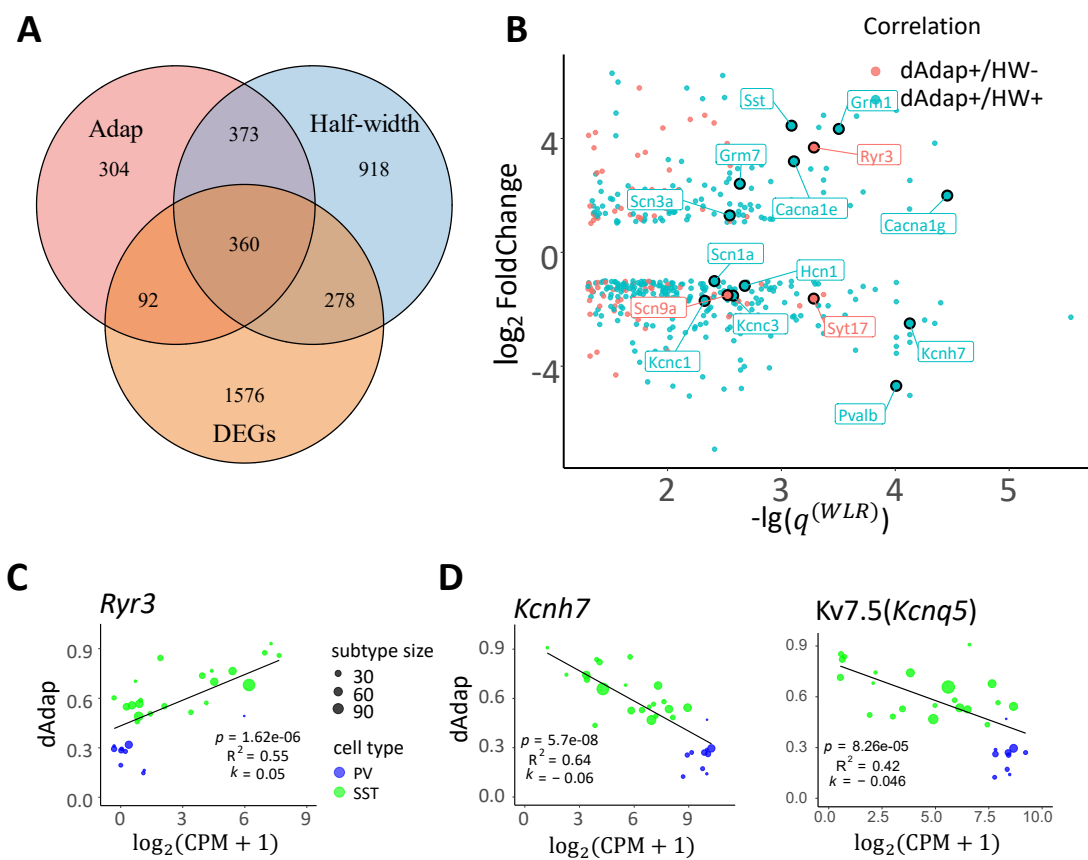 A
Adap
304
373
Half-width
918
360
92
278
1576
DEGs
B
Correlation
dAdap+/HW-
dAdap+/HW+
Sst
Grm1
Ryr3
Grm7
Cacna1e
Scn3a
Cacna1g
Scn1a
Hcn1
Scn9a
Kcnc3
Syt17
Kcnc1
Kcnh7
Pvalb
4
0
-4
log₂ FoldChange
2 3 4 5
-lg(q^(WLR))
C
Ryr3
dAdap
0.9
0.6
0.3
0.0
p = 1.62e-06
R² = 0.55
k = 0.05
0 3 6 9
log₂(CPM + 1)
subtype size
30
60
90
cell type
PV
SST
D
Kcnh7
dAdap
0.9
0.6
0.3
0.0
p = 5.7e-08
R² = 0.64
k = − 0.06
0 3 6 9
log₂(CPM + 1)
Kv7.5(Kcnq5)
0.9
0.6
0.3
0.0
p = 8.26e-05
R² = 0.42
k = − 0.046
0.0 2.5 5.0 7.5 10.0
log₂(CPM + 1)